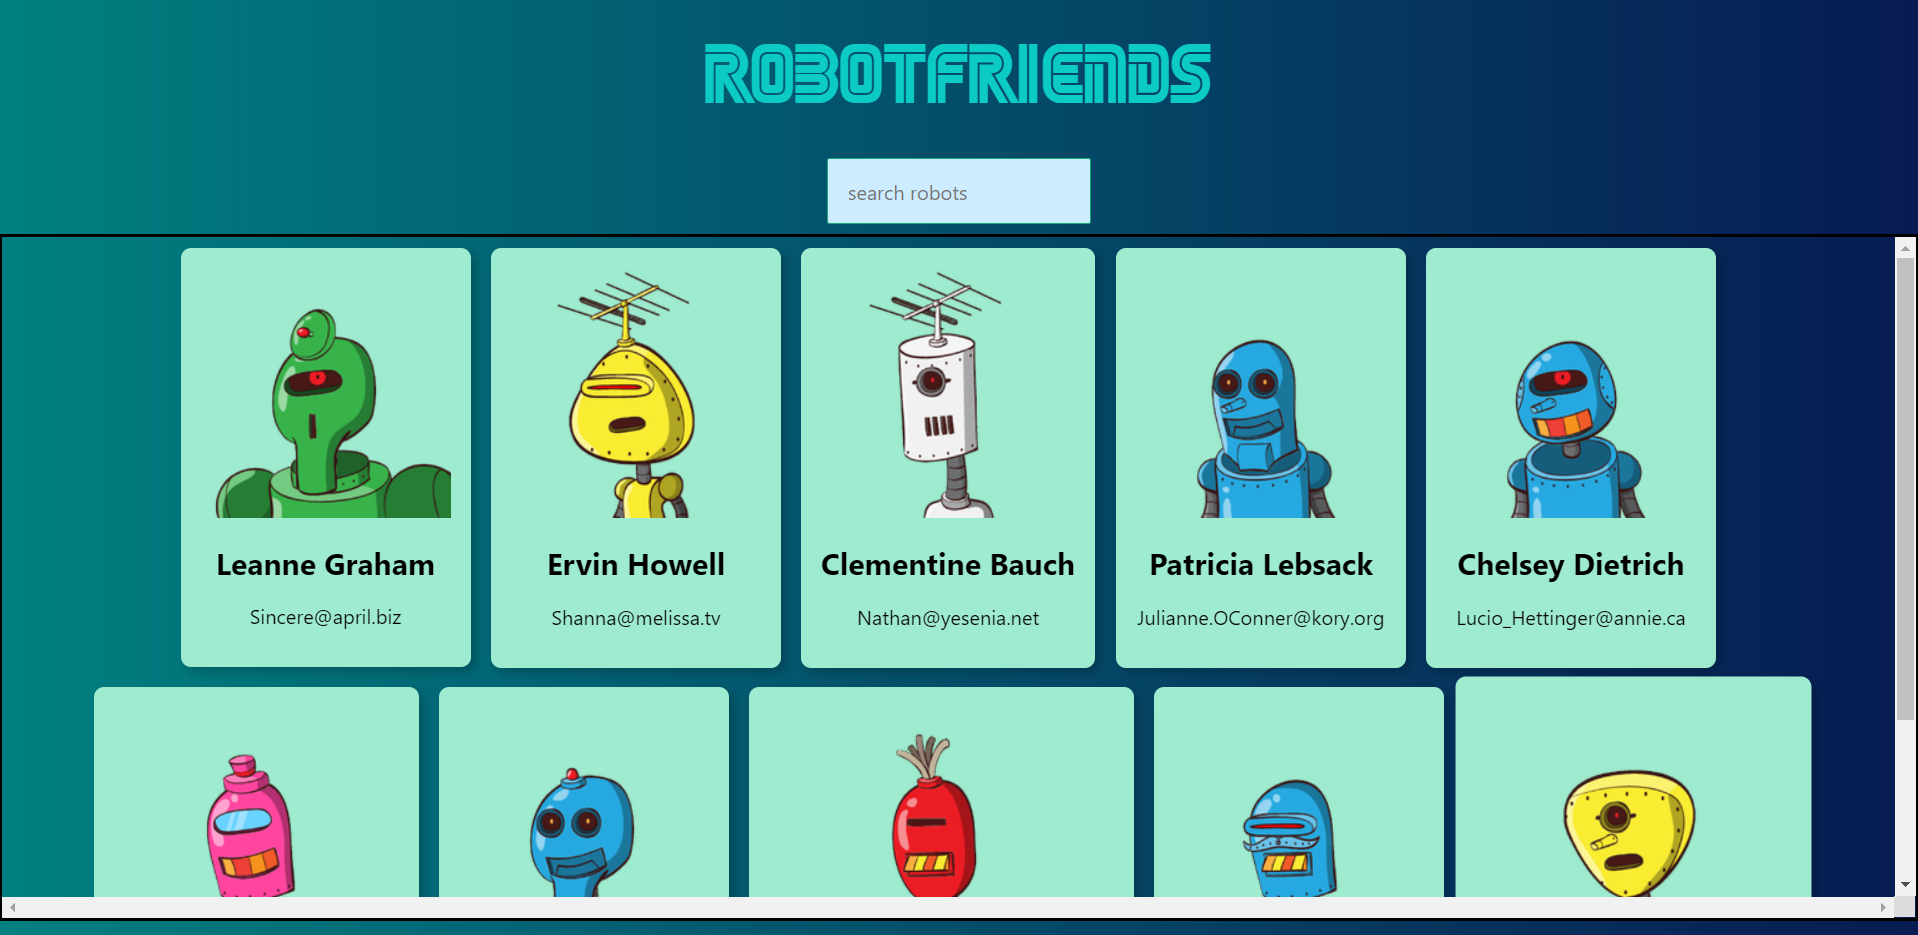 ROBOTFRIENDS
search robots
Leanne Graham
Sincere@april.biz
Ervin Howell
Shanna@melissa.tv
Clementine Bauch
Nathan@yesenia.net
Patricia Lebsack
Julianne.OConner@kory.org
Chelsey Dietrich
Lucio_Hettinger@annie.ca